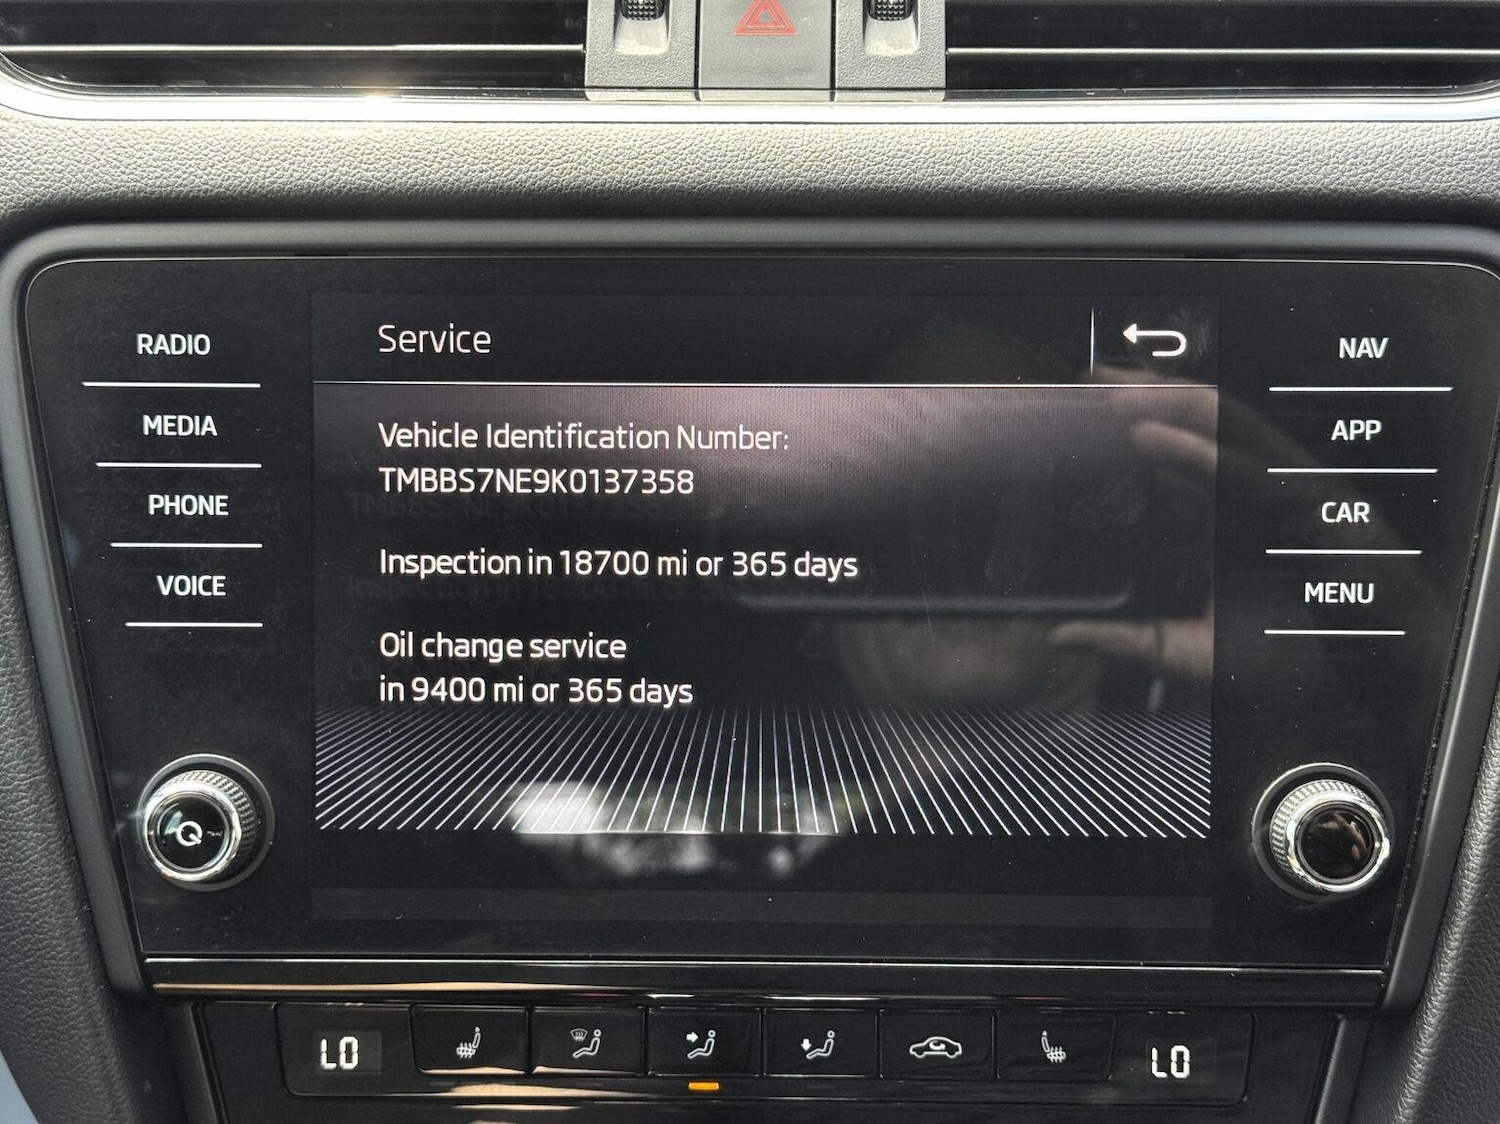 Service
RADIO
MEDIA
PHONE
VOICE
Vehicle Identification Number:
TMBBS7NE9K0137358
Inspection in 18700 mi or 365 days
Oil change service
in 9400 mi or 365 days
NAV
APP
CAR
MENU
LO
LO